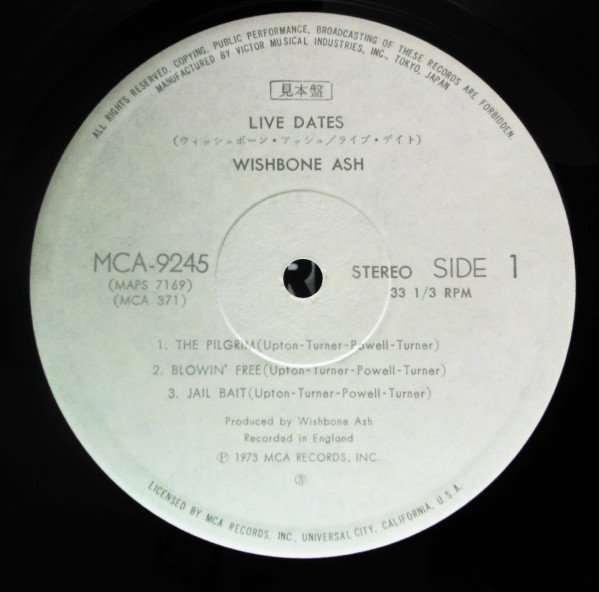 ALL RIGHTS RESERVED. COPYING, PUBLIC PERFORMANCE, BROADCASTING OF THESE RECORDS ARE FORBIDDEN.
MANUFACTURED BY VICTOR MUSICAL INDUSTRIES, INC., TOKYO, JAPAN
見本盤
LIVE DATES
(ウィッシュボーン・アッシュ/ライブ・デイト)
WISHBONE ASH
MCA-9245
(MAPS 7169)
(MCA 371)
STEREO SIDE 1
33 1/3 RPM
1. THE PILGRIM(Upton-Turner-Powell-Turner)
2. BLOWIN' FREE(Upton-Turner-Powell-Turner)
3. JAIL BAIT(Upton-Turner-Powell-Turner)
Produced by Wishbone Ash
Recorded in England
Ⓟ 1973 MCA RECORDS, INC.
LICENSED BY MCA RECORDS, INC., UNIVERSAL CITY, CALIFORNIA, U.S.A.